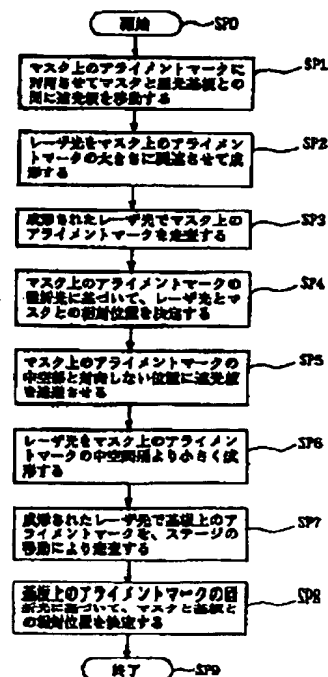 開始
SP0
マスク上のアライメントマークに
対向させてマスクと感光基板との
間に遮光板を移動する
SP1
レーザ光をマスク上のアライメン
トマークの大きさに関連させて成
形する
SP2
成形されたレーザ光でマスク上の
アライメントマークを走査する
SP3
マスク上のアライメントマークの
回折光に基づいて、レーザ光とマ
スクとの相対位置を決定する
SP4
マスク上のアライメントマークの
中空部と対向しない位置に遮光板
を退避させる
SP5
レーザ光をマスク上のアライメン
トマークの中空間隔より小さく成
形する
SP6
成形されたレーザ光で基板上のア
ライメントマークを、ステージの
移動により走査する
SP7
基板上のアライメントマークの回
折光に基づいて、マスクと基板と
の相対位置を決定する
SP8
終了
SP9